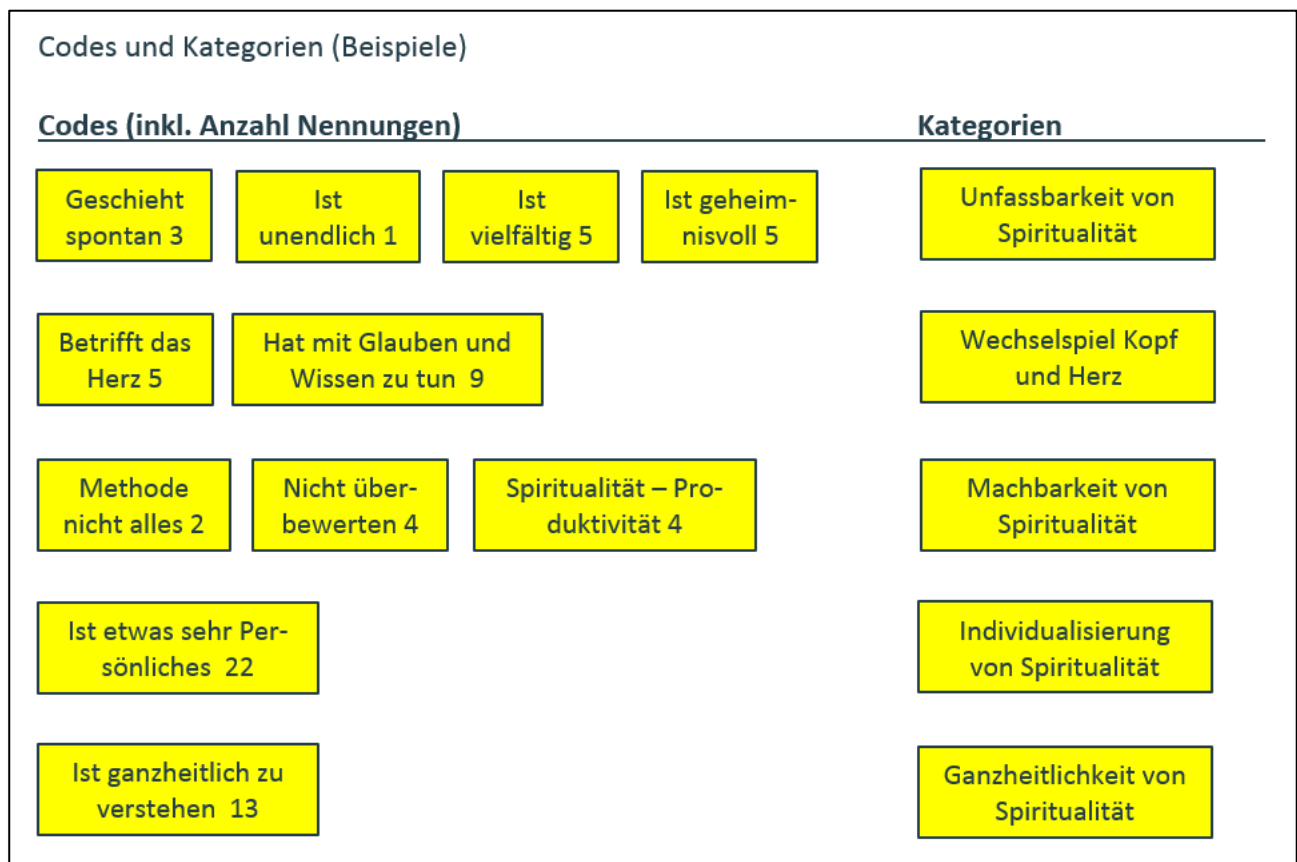 Codes und Kategorien (Beispiele)
Codes (inkl. Anzahl Nennungen)
Kategorien
Geschieht
spontan 3
Ist
unendlich 1
Ist
vielfältig 5
Ist geheim-
nisvoll 5
Unfassbarkeit von
Spiritualität
Betrifft das
Herz 5
Hat mit Glauben und
Wissen zu tun 9
Wechselspiel Kopf
und Herz
Methode
nicht alles 2
Nicht über-
bewerten 4
Spiritualität – Pro-
duktivität 4
Machbarkeit von
Spiritualität
Ist etwas sehr Per-
sönliches 22
Individualisierung
von Spiritualität
Ist ganzheitlich zu
verstehen 13
Ganzheitlichkeit von
Spiritualität